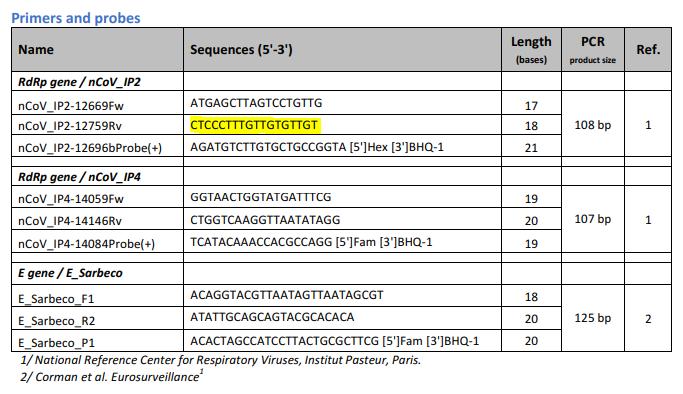 Primers and probes
Name Sequences (5'-3') Length (bases) PCR product size Ref.
RdRp gene / nCoV_IP2
nCoV_IP2-12669Fw ATGAGCTTAGTCCTGTTG 17 108 bp 1
nCoV_IP2-12759Rv CTCCCTTTGTTGTGTTGT 18
nCoV_IP2-12696bProbe(+) AGATGTCTTGTGCTGCCGGTA [5']Hex [3']BHQ-1 21
RdRp gene / nCoV_IP4
nCoV_IP4-14059Fw GGTAACTGGTATGATTTCG 19 107 bp 1
nCoV_IP4-14146Rv CTGGTCAAGGTTAATATAGG 20
nCoV_IP4-14084Probe(+) TCATACAAACCACGCCAGG [5']Fam [3']BHQ-1 19
E gene / E_Sarbeco
E_Sarbeco_F1 ACAGGTACGTTAATAGTTAATAGCGT 18 125 bp 2
E_Sarbeco_R2 ATATTGCAGCAGTACGCACACA 20
E_Sarbeco_P1 ACACTAGCCATCCTTACTGCGCTTCG [5']Fam [3']BHQ-1 20
1/ National Reference Center for Respiratory Viruses, Institut Pasteur, Paris.
2/ Corman et al. Eurosurveillance1